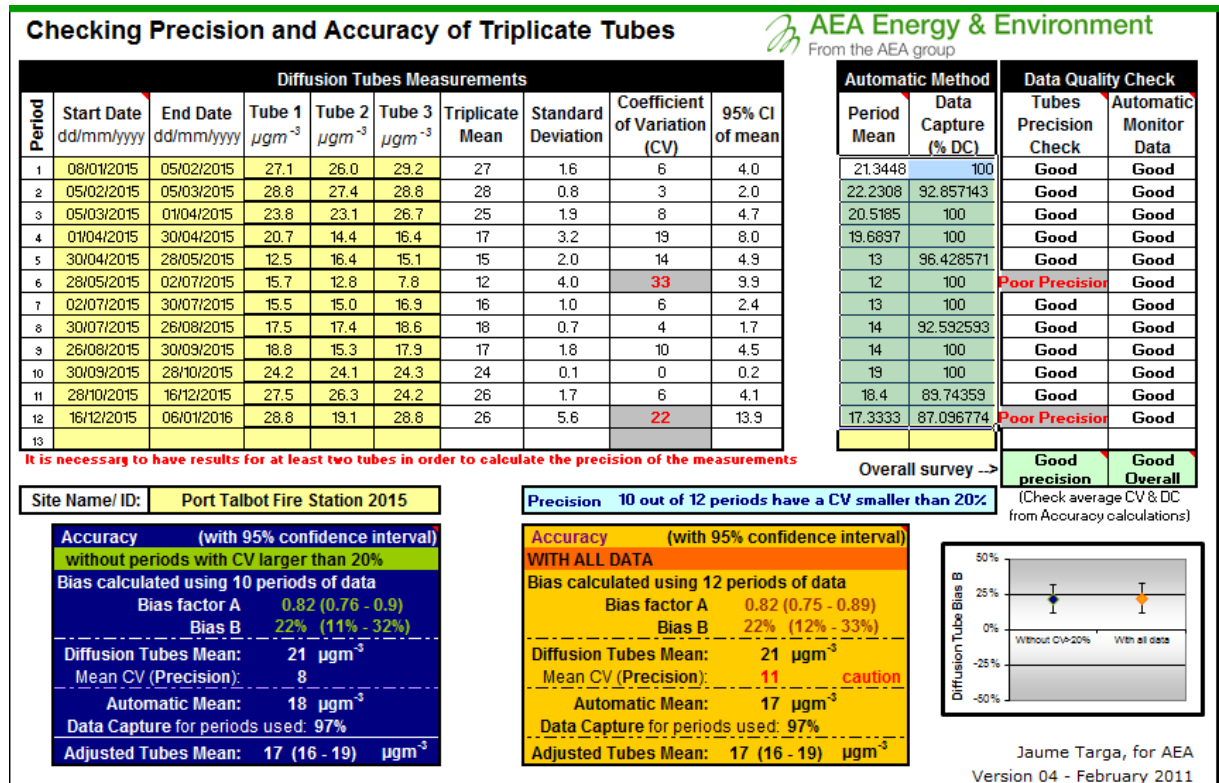 Checking Precision and Accuracy of Triplicate Tubes
AEA Energy & Environment
From the AEA group
Diffusion Tubes Measurements
Automatic Method
Data Quality Check
Period Start Date dd/mm/yyyy End Date dd/mm/yyyy Tube 1 µgm-3 Tube 2 µgm-3 Tube 3 µgm-3 Triplicate Mean Standard Deviation Coefficient of Variation (CV) 95% CI of mean Period Mean Data Capture (% DC) Tubes Precision Check Automatic Monitor Data
1 08/01/2015 05/02/2015 27.1 26.0 29.2 27 1.6 6 4.0 21.3448 100 Good Good
2 05/02/2015 05/03/2015 28.8 27.4 28.8 28 0.8 3 2.0 22.2308 92.857143 Good Good
3 05/03/2015 01/04/2015 23.8 23.1 26.7 25 1.9 8 4.7 20.5185 100 Good Good
4 01/04/2015 30/04/2015 20.7 14.4 16.4 17 3.2 19 8.0 19.6897 100 Good Good
5 30/04/2015 28/05/2015 12.5 16.4 15.1 15 2.0 14 4.9 13 96.428571 Good Good
6 28/05/2015 02/07/2015 15.7 12.8 7.8 12 4.0 33 9.9 12 100 Poor Precision Good
7 02/07/2015 30/07/2015 15.5 15.0 16.9 16 1.0 6 2.4 13 100 Good Good
8 30/07/2015 26/08/2015 17.5 17.4 18.6 18 0.7 4 1.7 14 92.592593 Good Good
9 26/08/2015 30/09/2015 18.8 15.3 17.9 17 1.8 10 4.5 14 100 Good Good
10 30/09/2015 28/10/2015 24.2 24.1 24.3 24 0.1 0 0.2 19 100 Good Good
11 28/10/2015 16/12/2015 27.5 26.3 24.2 26 1.7 6 4.1 18.4 89.74359 Good Good
12 16/12/2015 06/01/2016 28.8 19.1 28.8 26 5.6 22 13.9 17.3333 87.096774 Poor Precision Good
13
It is necessary to have results for at least two tubes in order to calculate the precision of the measurements
Overall survey --> Good precision Good Overall
Site Name/ ID: Port Talbot Fire Station 2015
Precision 10 out of 12 periods have a CV smaller than 20%
(Check average CV & DC
from Accuracy calculations)
Accuracy (with 95% confidence interval)
without periods with CV larger than 20%
Bias calculated using 10 periods of data
Bias factor A 0.82 (0.76 - 0.9)
Bias B 22% (11% - 32%)
Diffusion Tubes Mean: 21 µgm-3
Mean CV (Precision): 8
Automatic Mean: 18 µgm-3
Data Capture for periods used: 97%
Adjusted Tubes Mean: 17 (16 - 19) µgm-3
Accuracy (with 95% confidence interval)
WITH ALL DATA
Bias calculated using 12 periods of data
Bias factor A 0.82 (0.75 - 0.89)
Bias B 22% (12% - 33%)
Diffusion Tubes Mean: 21 µgm-3
Mean CV (Precision): 11 caution
Automatic Mean: 17 µgm-3
Data Capture for periods used: 97%
Adjusted Tubes Mean: 17 (16 - 19) µgm-3
Diffusion Tube Bias B
50%
25%
0%
-25%
-50%
Without CV>20% With all data
Jaume Targa, for AEA
Version 04 - February 2011